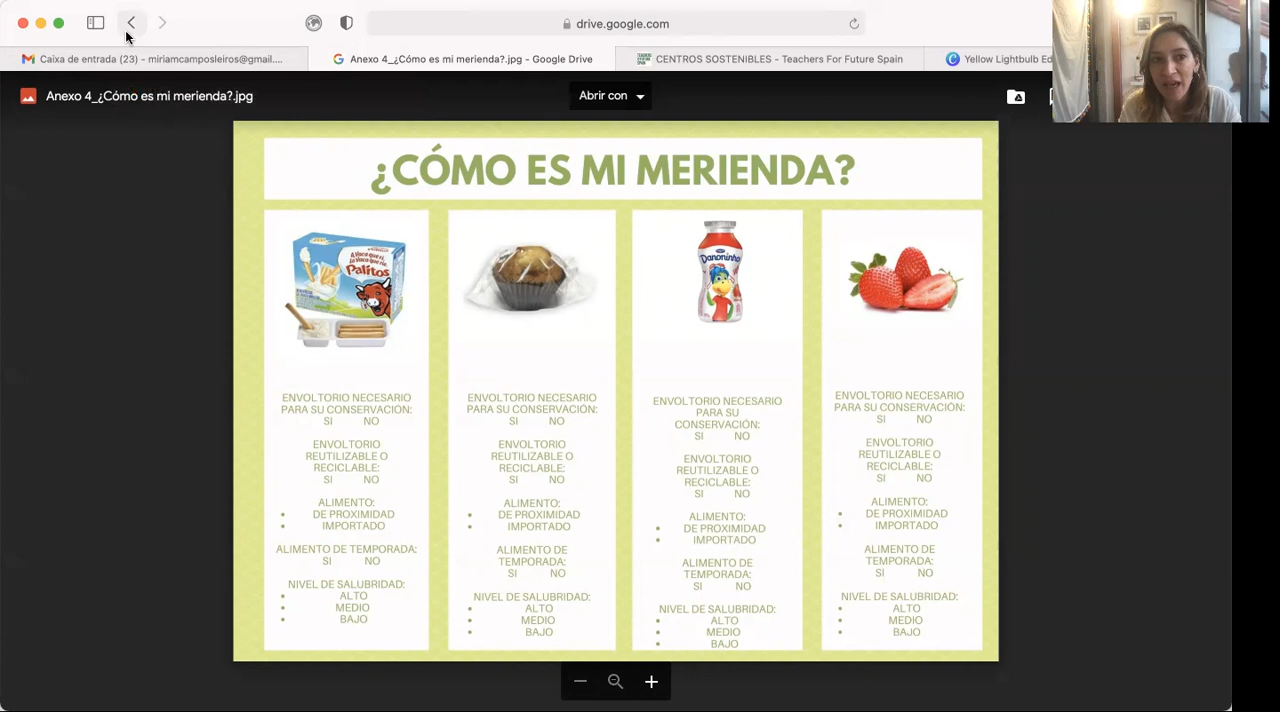 drive.google.com
Caixa de entrada (23) - miriamcamposleiros@gmail....
Anexo 4_¿Cómo es mi merienda?.jpg - Google Drive
CENTROS SOSTENIBLES - Teachers For Future Spain
Yellow Lightbulb Ed
Anexo 4_¿Cómo es mi merienda?.jpg
Abrir con
¿CÓMO ES MI MERIENDA?
Palitos
ENVOLTORIO NECESARIO
PARA SU CONSERVACIÓN:
SI NO
ENVOLTORIO
REUTILIZABLE O
RECICLABLE:
SI NO
ALIMENTO:
• DE PROXIMIDAD
• IMPORTADO
ALIMENTO DE TEMPORADA:
SI NO
NIVEL DE SALUBRIDAD:
• ALTO
• MEDIO
• BAJO
ENVOLTORIO NECESARIO
PARA SU CONSERVACIÓN:
SI NO
ENVOLTORIO
REUTILIZABLE O
RECICLABLE:
SI NO
ALIMENTO:
• DE PROXIMIDAD
• IMPORTADO
ALIMENTO DE
TEMPORADA:
SI NO
NIVEL DE SALUBRIDAD:
• ALTO
• MEDIO
• BAJO
Danoninho
ENVOLTORIO NECESARIO
PARA SU
CONSERVACIÓN:
SI NO
ENVOLTORIO
REUTILIZABLE O
RECICLABLE:
SI NO
ALIMENTO:
• DE PROXIMIDAD
• IMPORTADO
ALIMENTO DE
TEMPORADA:
SI NO
NIVEL DE SALUBRIDAD:
• ALTO
• MEDIO
• BAJO
ENVOLTORIO NECESARIO
PARA SU CONSERVACIÓN:
SI NO
ENVOLTORIO
REUTILIZABLE O
RECICLABLE:
SI NO
ALIMENTO:
• DE PROXIMIDAD
• IMPORTADO
ALIMENTO DE
TEMPORADA:
SI NO
NIVEL DE SALUBRIDAD:
• ALTO
• MEDIO
• BAJO